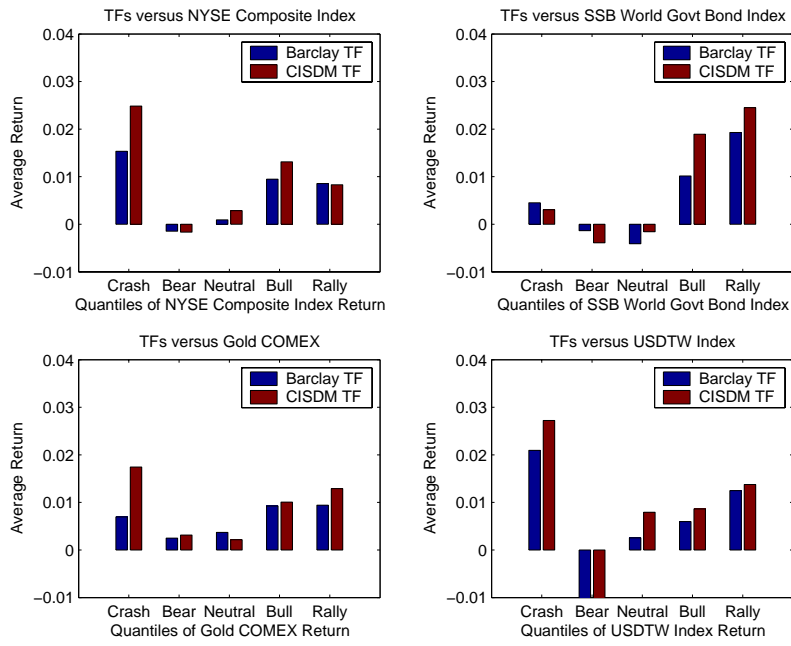 TFs versus NYSE Composite Index
0.04
0.03
0.02
0.01
0
−0.01
Average Return
Barclay TF
CISDM TF
Crash Bear Neutral Bull Rally
Quantiles of NYSE Composite Index Return
TFs versus SSB World Govt Bond Index
0.04
0.03
0.02
0.01
0
−0.01
Average Return
Barclay TF
CISDM TF
Crash Bear Neutral Bull Rally
Quantiles of SSB World Govt Bond Index
TFs versus Gold COMEX
0.04
0.03
0.02
0.01
0
−0.01
Average Return
Barclay TF
CISDM TF
Crash Bear Neutral Bull Rally
Quantiles of Gold COMEX Return
TFs versus USDTW Index
0.04
0.03
0.02
0.01
0
−0.01
Average Return
Barclay TF
CISDM TF
Crash Bear Neutral Bull Rally
Quantiles of USDTW Index Return